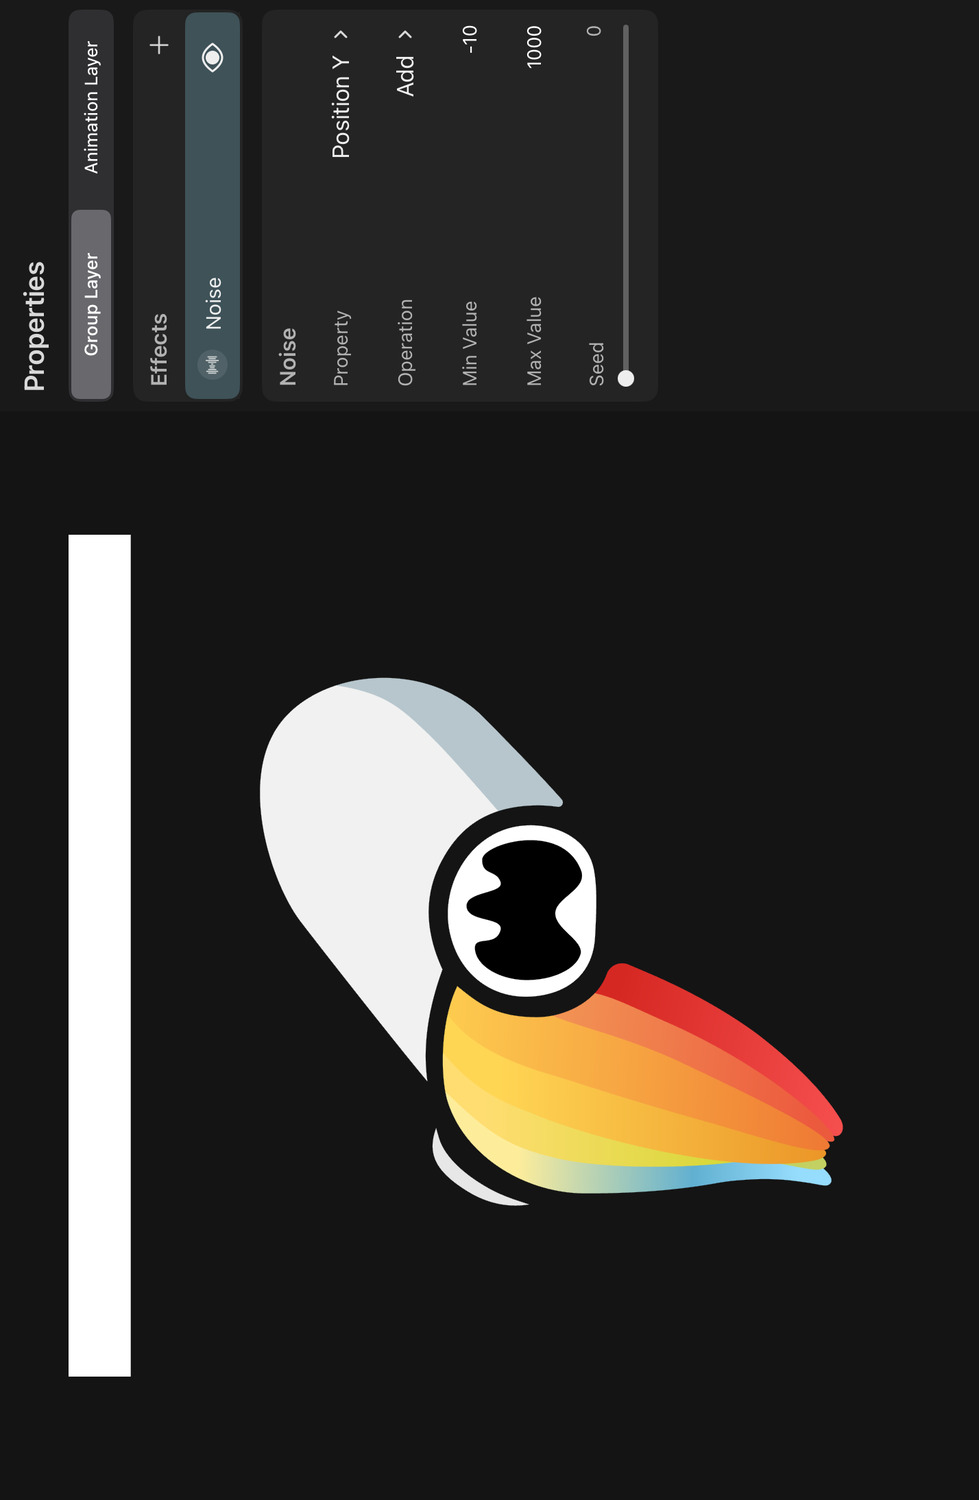 Properties
Group Layer Animation Layer
Effects
Noise
Noise
Property Position Y
Operation Add
Min Value -10
Max Value 1000
Seed 0